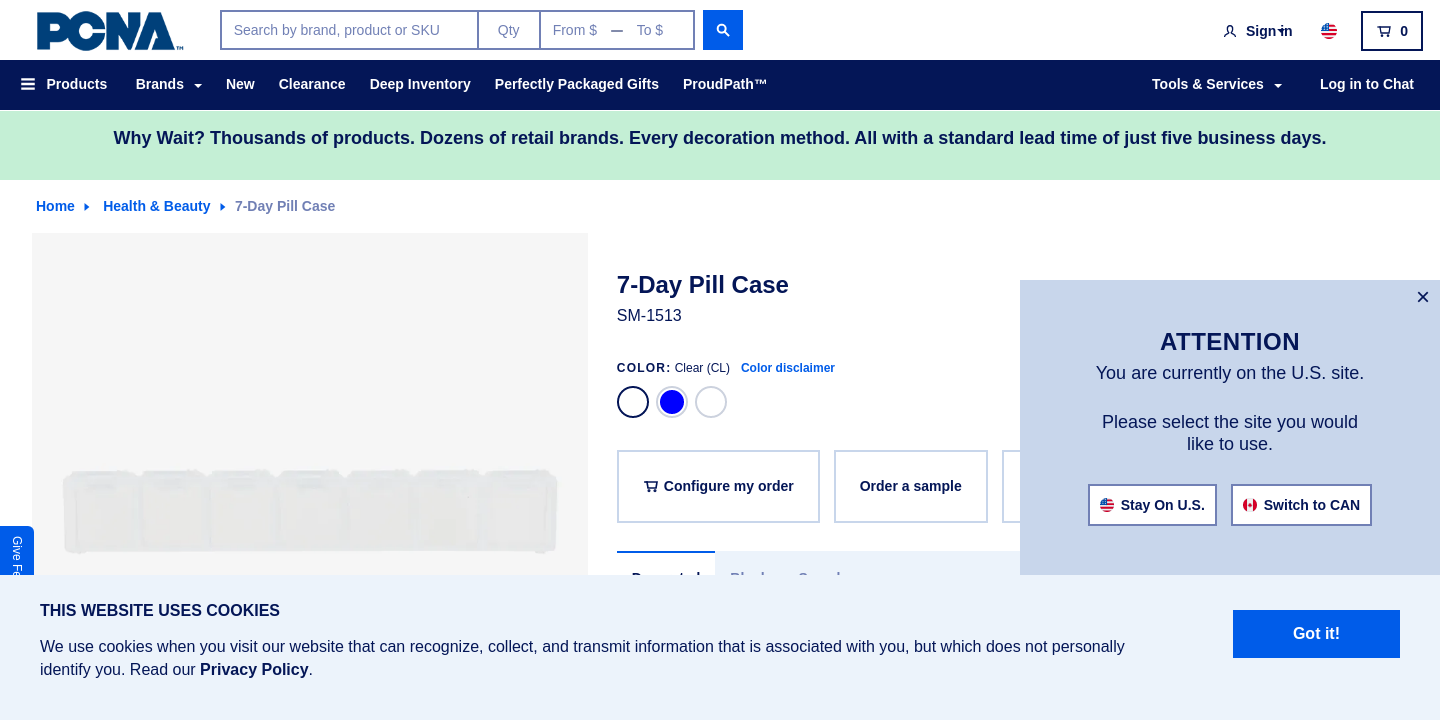 PCNA™
Search by brand, product or SKU
Qty
From $ — To $
Sign in
0
Products
Brands
New
Clearance
Deep Inventory
Perfectly Packaged Gifts
ProudPath™
Tools & Services
Log in to Chat
Why Wait? Thousands of products. Dozens of retail brands. Every decoration method. All with a standard lead time of just five business days.
Home
Health & Beauty
7-Day Pill Case
7-Day Pill Case
SM-1513
COLOR: Clear (CL) Color disclaimer
Configure my order
Order a sample
×
ATTENTION
You are currently on the U.S. site.
Please select the site you would
like to use.
Stay On U.S.
Switch to CAN
Give
THIS WEBSITE USES COOKIES
We use cookies when you visit our website that can recognize, collect, and transmit information that is associated with you, but which does not personally
identify you. Read our Privacy Policy.
Got it!